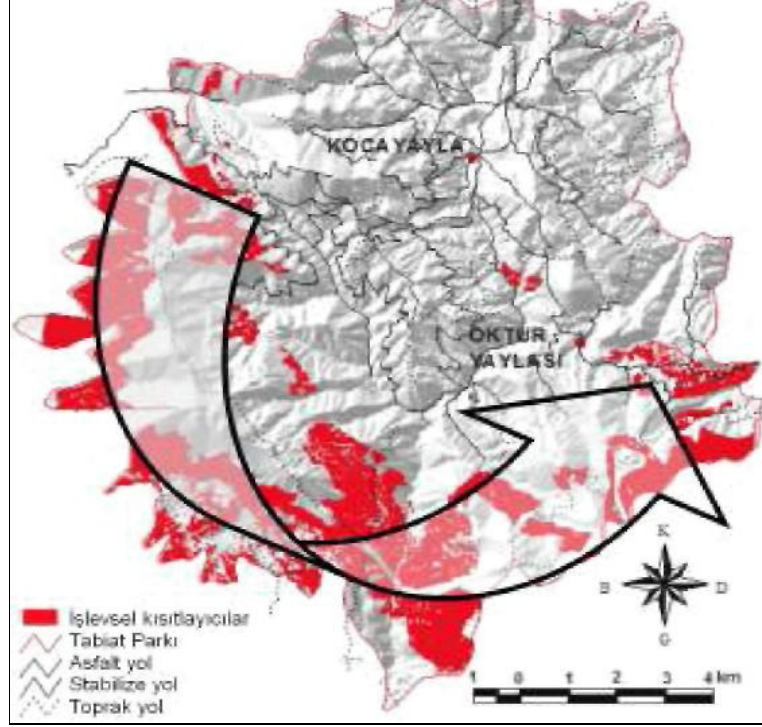 KOCAYAYLA
ÖKTUR
YAYLASI
K
B D
G
İşlevsel kısıtlayıcılar
Tabiat Parkı
Asfalt yol
Stabilize yol
Toprak yol
1 0 1 2 3 4 km